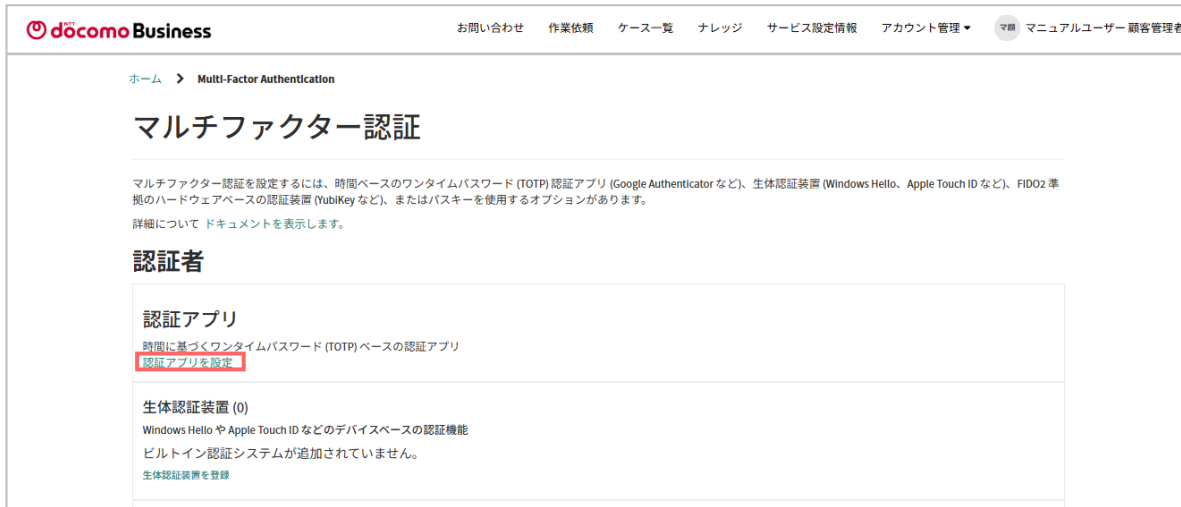 NTT docomo Business お問い合わせ 作業依頼 ケース一覧 ナレッジ サービス設定情報 アカウント管理 マ顧 マニュアルユーザー 顧客管理者
ホーム Multi-Factor Authentication
マルチファクター認証
マルチファクター認証を設定するには、時間ベースのワンタイムパスワード (TOTP) 認証アプリ (Google Authenticator など)、生体認証装置 (Windows Hello、Apple Touch ID など)、FIDO2 準
拠のハードウェアベースの認証装置 (YubiKey など)、またはパスキーを使用するオプションがあります。
詳細について ドキュメントを表示します。
認証者
認証アプリ
時間に基づくワンタイムパスワード (TOTP) ベースの認証アプリ
認証アプリを設定
生体認証装置 (0)
Windows Hello や Apple Touch ID などのデバイスベースの認証機能
ビルトイン認証システムが追加されていません。
生体認証装置を登録